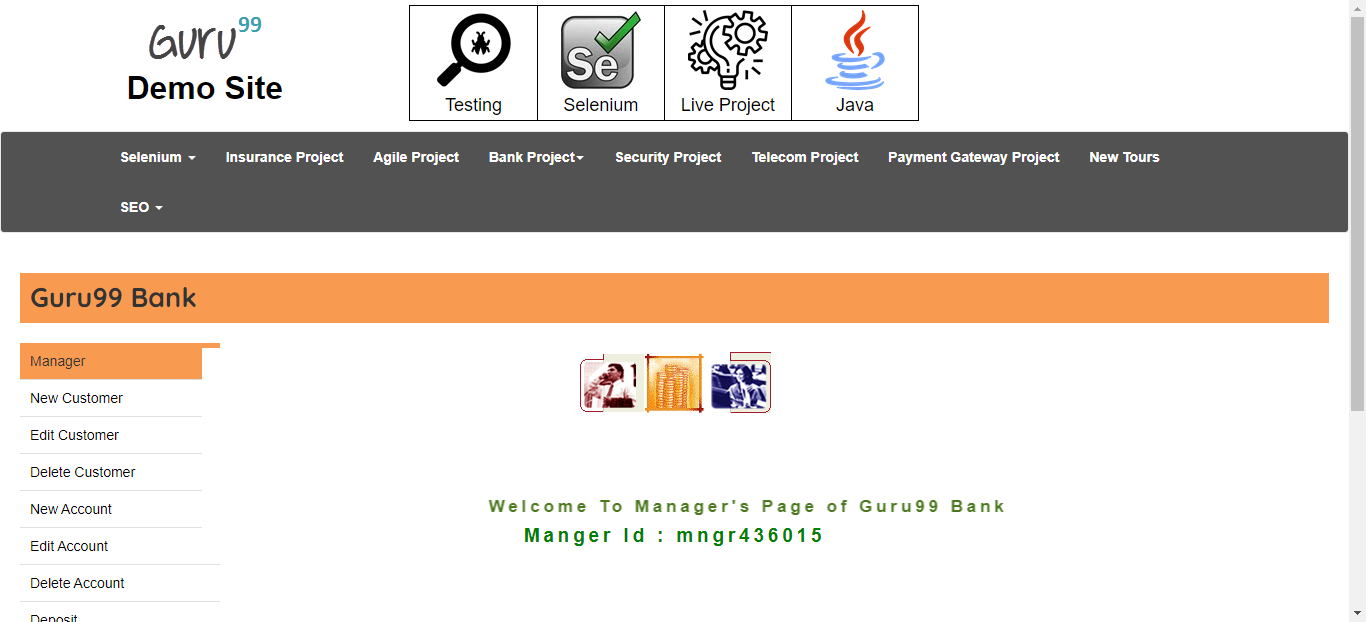 Guru99
Demo Site
Testing
Selenium
Se
Live Project
Java
Selenium
Insurance Project
Agile Project
Bank Project
Security Project
Telecom Project
Payment Gateway Project
New Tours
SEO
Guru99 Bank
Manager
New Customer
Edit Customer
Delete Customer
New Account
Edit Account
Delete Account
Deposit
Welcome To Manager's Page of Guru99 Bank
Manger Id : mngr436015